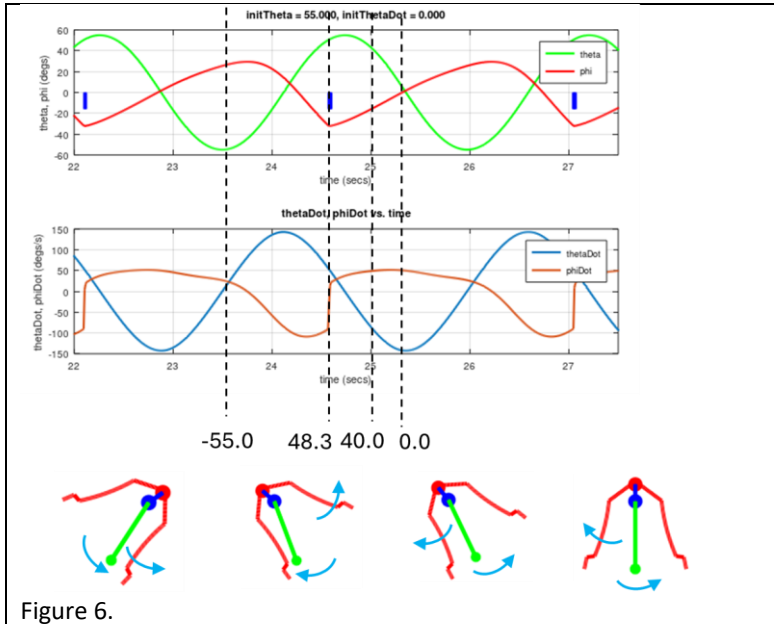 initTheta = 55.000, initThetaDot = 0.000
theta, phi (degs)
60
40
20
0
-20
-40
-60
theta
phi
22
23
24
25
26
27
time (secs)
thetaDot, phiDot vs. time
thetaDot, phiDot (degs/s)
150
100
50
0
-50
-100
-150
thetaDot
phiDot
22
23
24
25
26
27
time (secs)
-55.0 48.3 40.0 0.0
Figure 6.